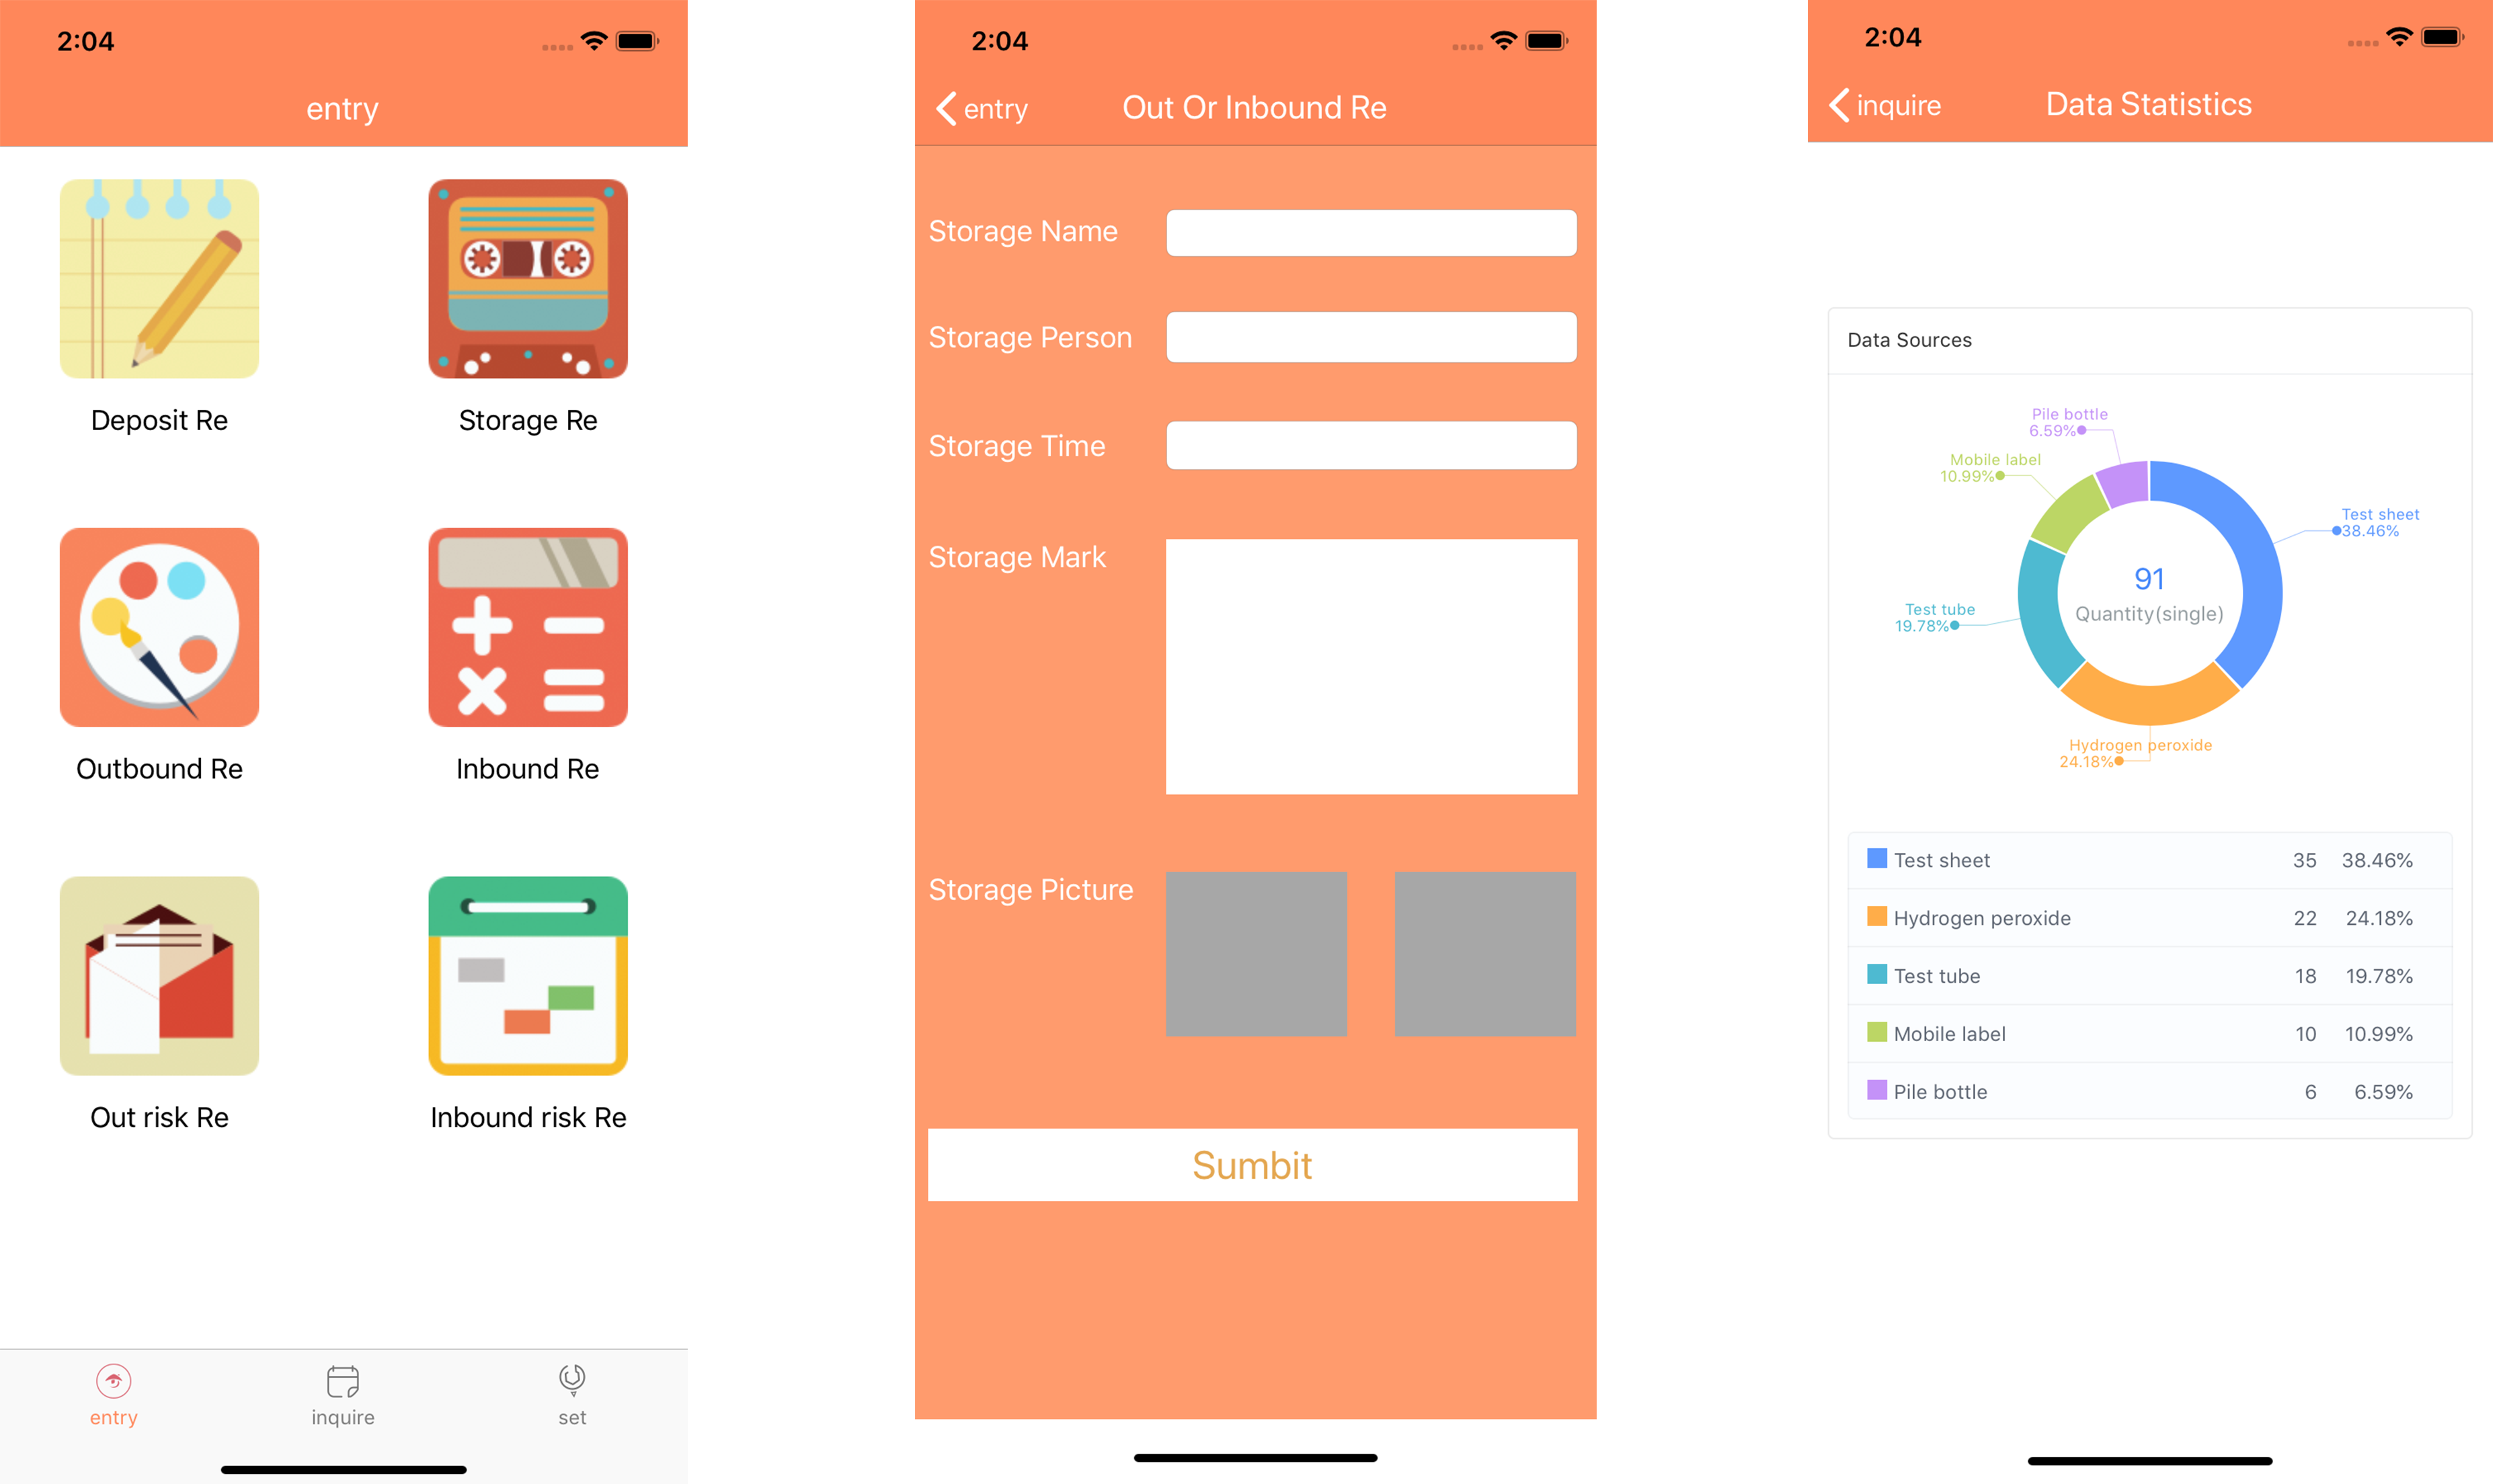 2:04
entry
Deposit Re
Storage Re
Outbound Re
Inbound Re
Out risk Re
Inbound risk Re
entry
inquire
set
2:04
entry
Out Or Inbound Re
Storage Name
Storage Person
Storage Time
Storage Mark
Storage Picture
Sumbit
2:04
inquire
Data Statistics
Data Sources
Pile bottle
6.59%
Mobile label
10.99%
Test sheet
38.46%
91
Quantity(single)
Test tube
19.78%
Hydrogen peroxide
24.18%
Test sheet 35 38.46%
Hydrogen peroxide 22 24.18%
Test tube 18 19.78%
Mobile label 10 10.99%
Pile bottle 6 6.59%